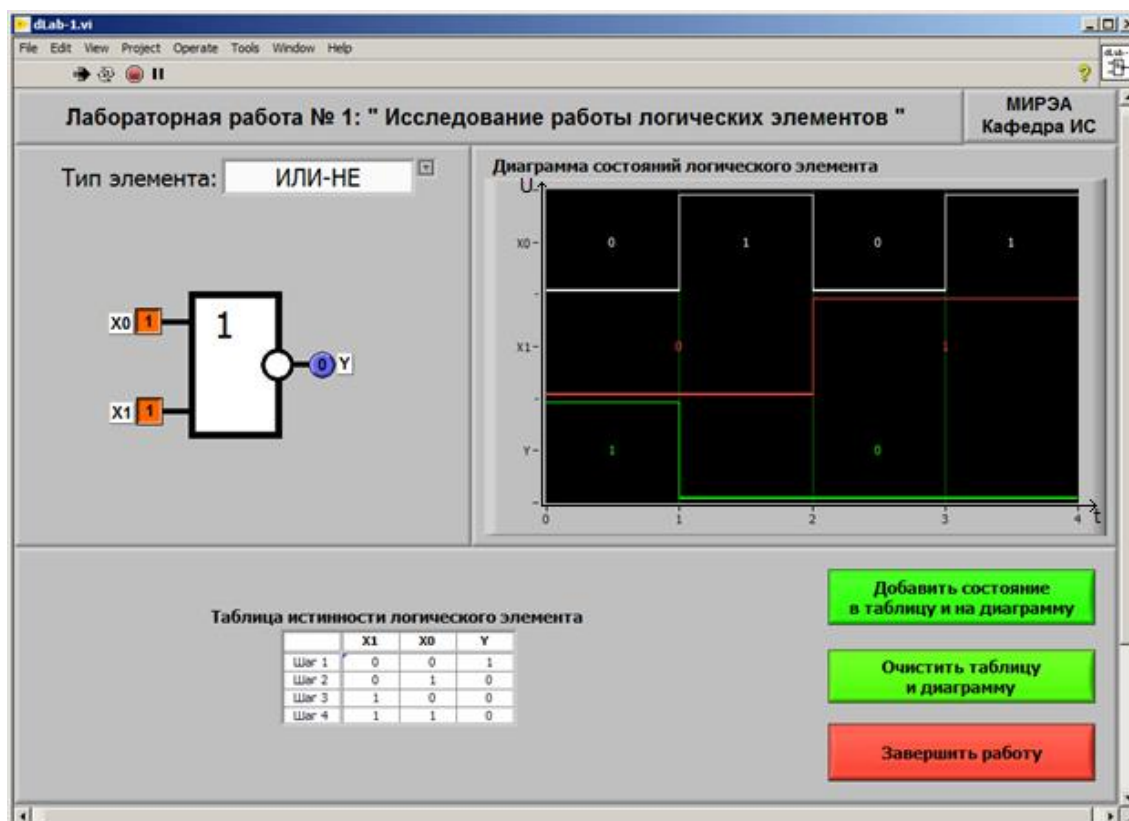 dLab-1.vi
File Edit View Project Operate Tools Window Help
Лабораторная работа № 1: " Исследование работы логических элементов "
МИРЭА
Кафедра ИС
Тип элемента: ИЛИ-НЕ
X0 1
1
0 Y
X1 1
Диаграмма состояний логического элемента
U
X0 0 1 0 1
X1 0 1
Y 1 0
0 1 2 3 4 t
Таблица истинности логического элемента
X1 X0 Y
Шаг 1 0 0 1
Шаг 2 0 1 0
Шаг 3 1 0 0
Шаг 4 1 1 0
Добавить состояние
в таблицу и на диаграмму
Очистить таблицу
и диаграмму
Завершить работу